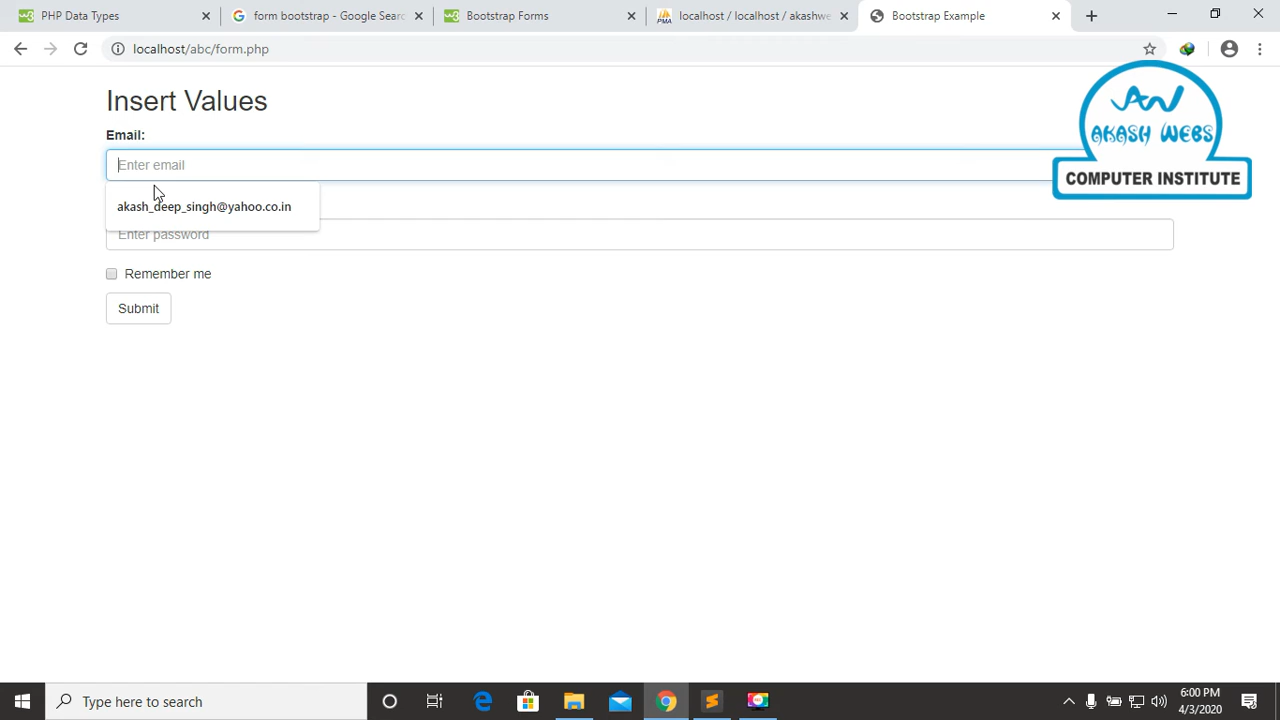 PHP Data Types
form bootstrap - Google Sear
Bootstrap Forms
localhost / localhost / akashwe
Bootstrap Example
localhost/abc/form.php
Insert Values
Email:
Enter email
akash_deep_singh@yahoo.co.in
Enter password
Remember me
Submit
AW
AKASH WEBS
COMPUTER INSTITUTE
Type here to search
6:00 PM
4/3/2020